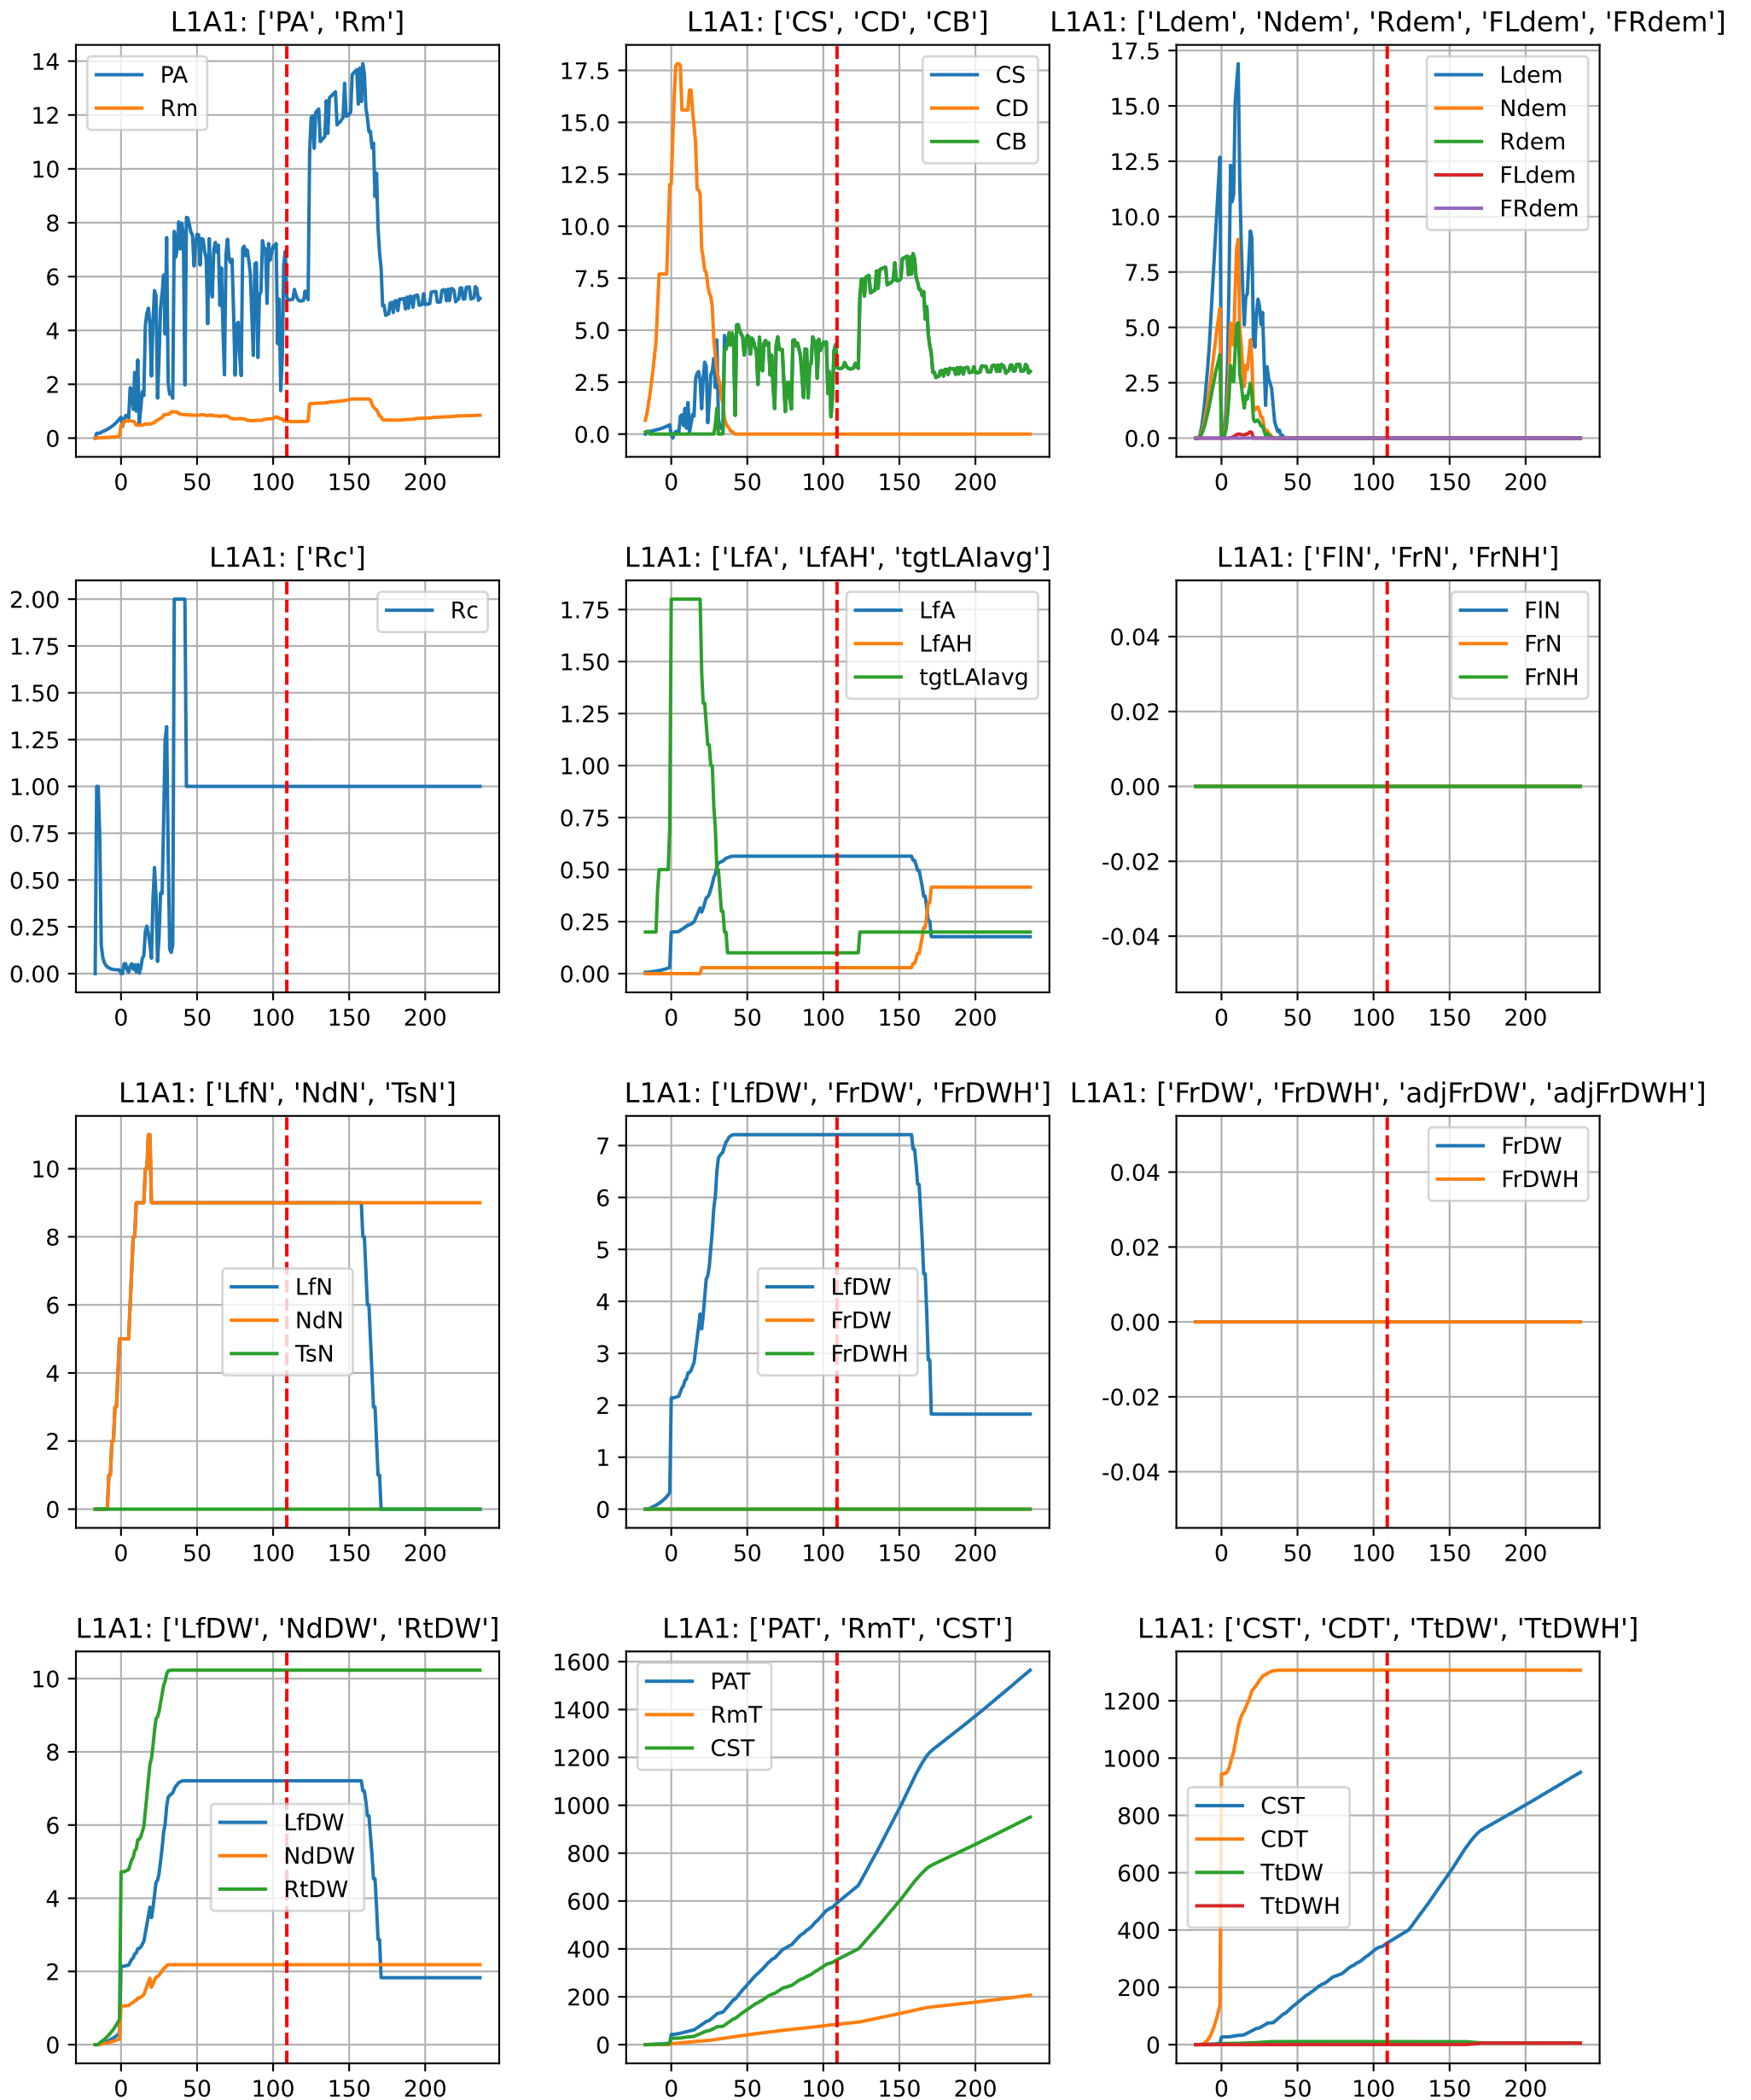 L1A1: ['PA', 'Rm']
14
12
10
8
6
4
2
0
0 50 100 150 200
PA
Rm
L1A1: ['CS', 'CD', 'CB']
17.5
15.0
12.5
10.0
7.5
5.0
2.5
0.0
0 50 100 150 200
CS
CD
CB
L1A1: ['Ldem', 'Ndem', 'Rdem', 'FLdem', 'FRdem']
17.5
15.0
12.5
10.0
7.5
5.0
2.5
0.0
0 50 100 150 200
Ldem
Ndem
Rdem
FLdem
FRdem
L1A1: ['Rc']
2.00
1.75
1.50
1.25
1.00
0.75
0.50
0.25
0.00
0 50 100 150 200
Rc
L1A1: ['LfA', 'LfAH', 'tgtLAIavg']
1.75
1.50
1.25
1.00
0.75
0.50
0.25
0.00
0 50 100 150 200
LfA
LfAH
tgtLAIavg
L1A1: ['FlN', 'FrN', 'FrNH']
0.04
0.02
0.00
-0.02
-0.04
0 50 100 150 200
FlN
FrN
FrNH
L1A1: ['LfN', 'NdN', 'TsN']
10
8
6
4
2
0
0 50 100 150 200
LfN
NdN
TsN
L1A1: ['LfDW', 'FrDW', 'FrDWH']
7
6
5
4
3
2
1
0
0 50 100 150 200
LfDW
FrDW
FrDWH
L1A1: ['FrDW', 'FrDWH', 'adjFrDW', 'adjFrDWH']
0.04
0.02
0.00
-0.02
-0.04
0 50 100 150 200
FrDW
FrDWH
L1A1: ['LfDW', 'NdDW', 'RtDW']
10
8
6
4
2
0
0 50 100 150 200
LfDW
NdDW
RtDW
L1A1: ['PAT', 'RmT', 'CST']
1600
1400
1200
1000
800
600
400
200
0
0 50 100 150 200
PAT
RmT
CST
L1A1: ['CST', 'CDT', 'TtDW', 'TtDWH']
1200
1000
800
600
400
200
0
0 50 100 150 200
CST
CDT
TtDW
TtDWH